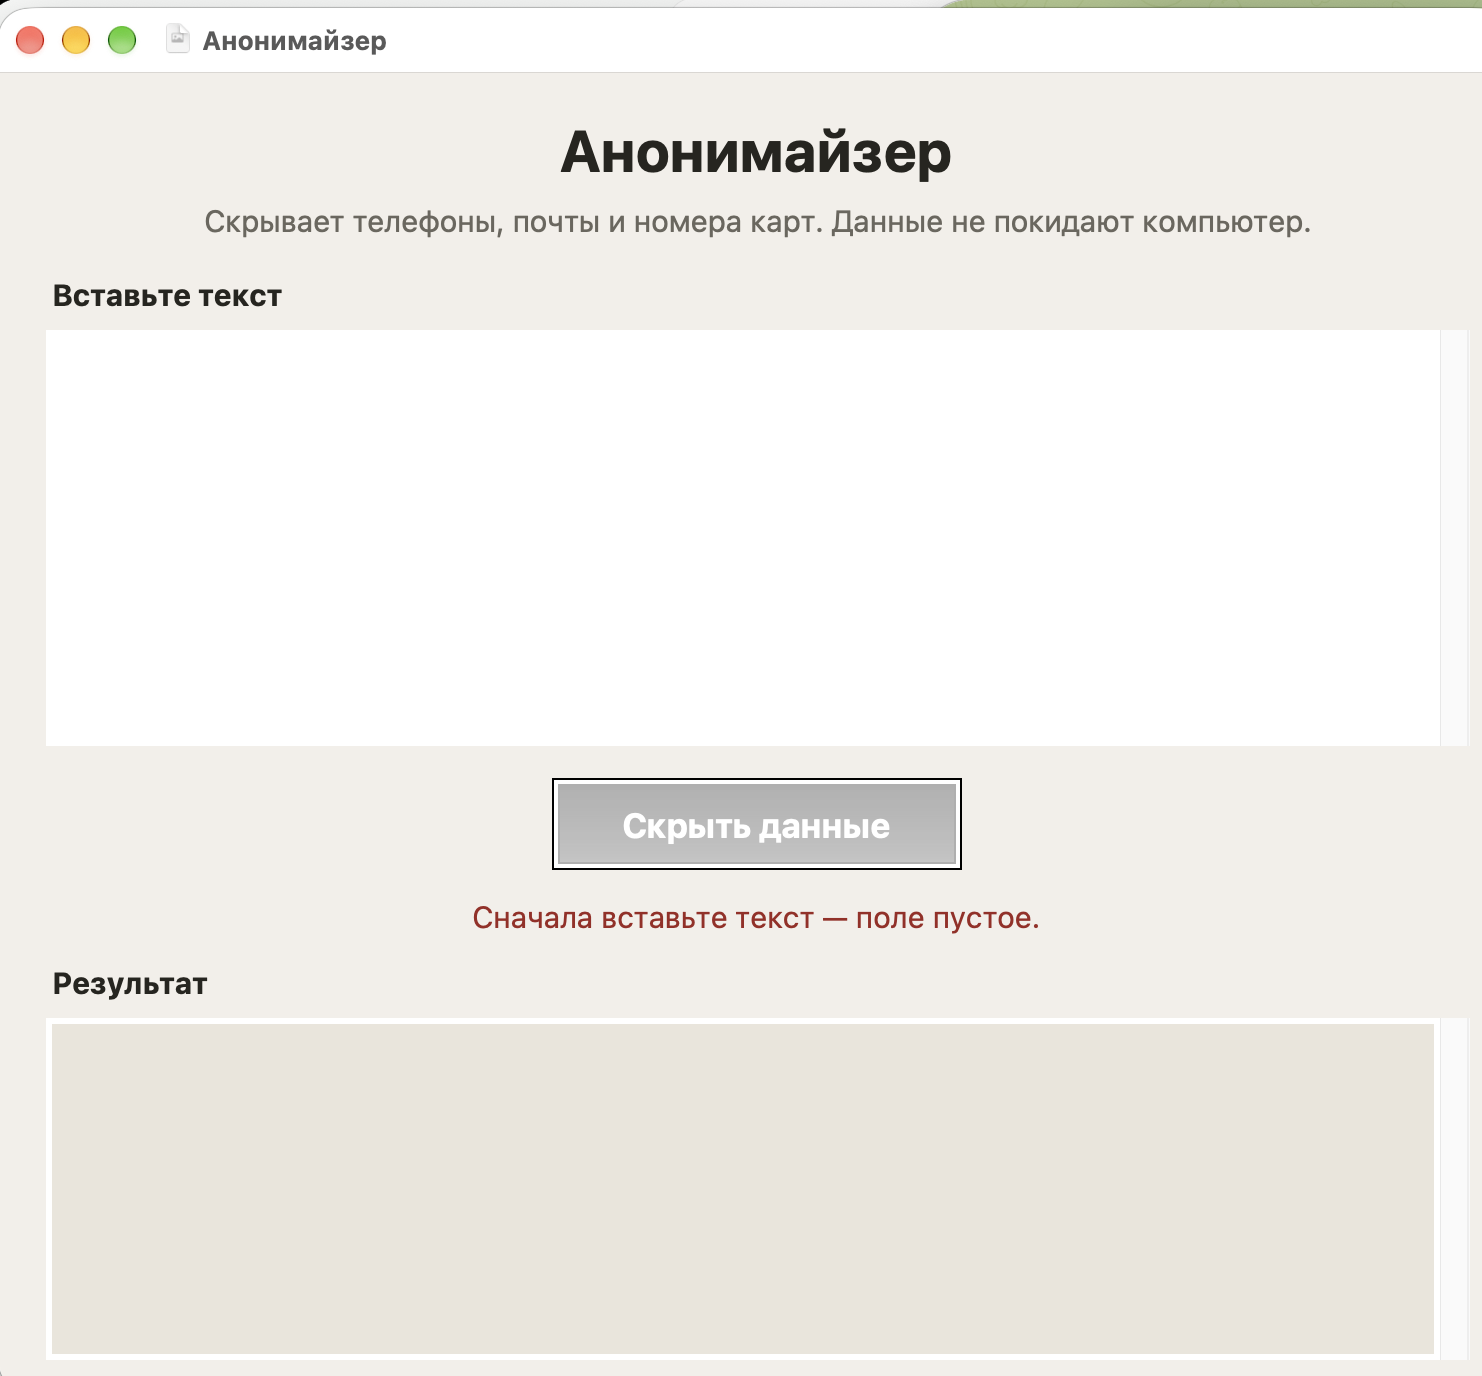 Анонимайзер
Анонимайзер
Скрывает телефоны, почты и номера карт. Данные не покидают компьютер.
Вставьте текст
Скрыть данные
Сначала вставьте текст — поле пустое.
Результат